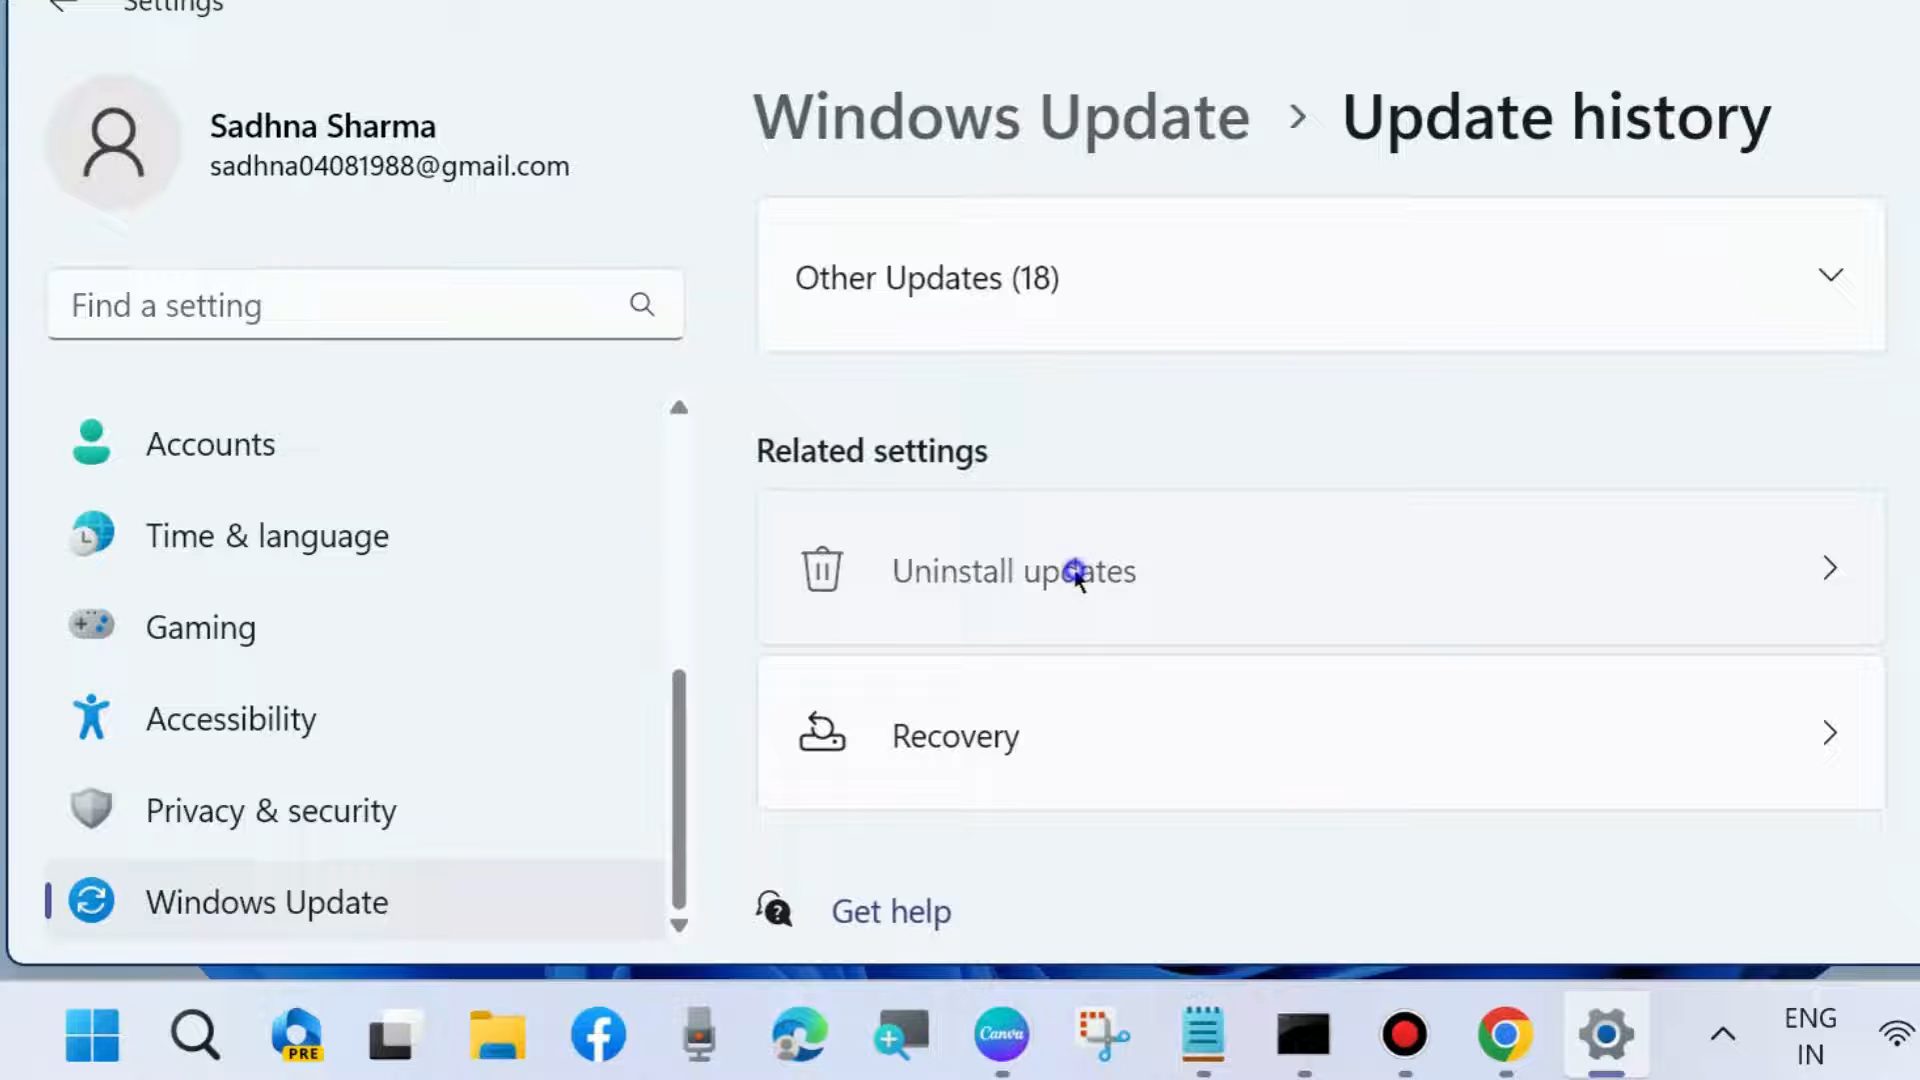 Settings
Sadhna Sharma
sadhna04081988@gmail.com
Find a setting
Accounts
Time & language
Gaming
Accessibility
Privacy & security
Windows Update
Windows Update > Update history
Other Updates (18)
Related settings
Uninstall updates
Recovery
Get help
PRE
Canva
ENG
IN